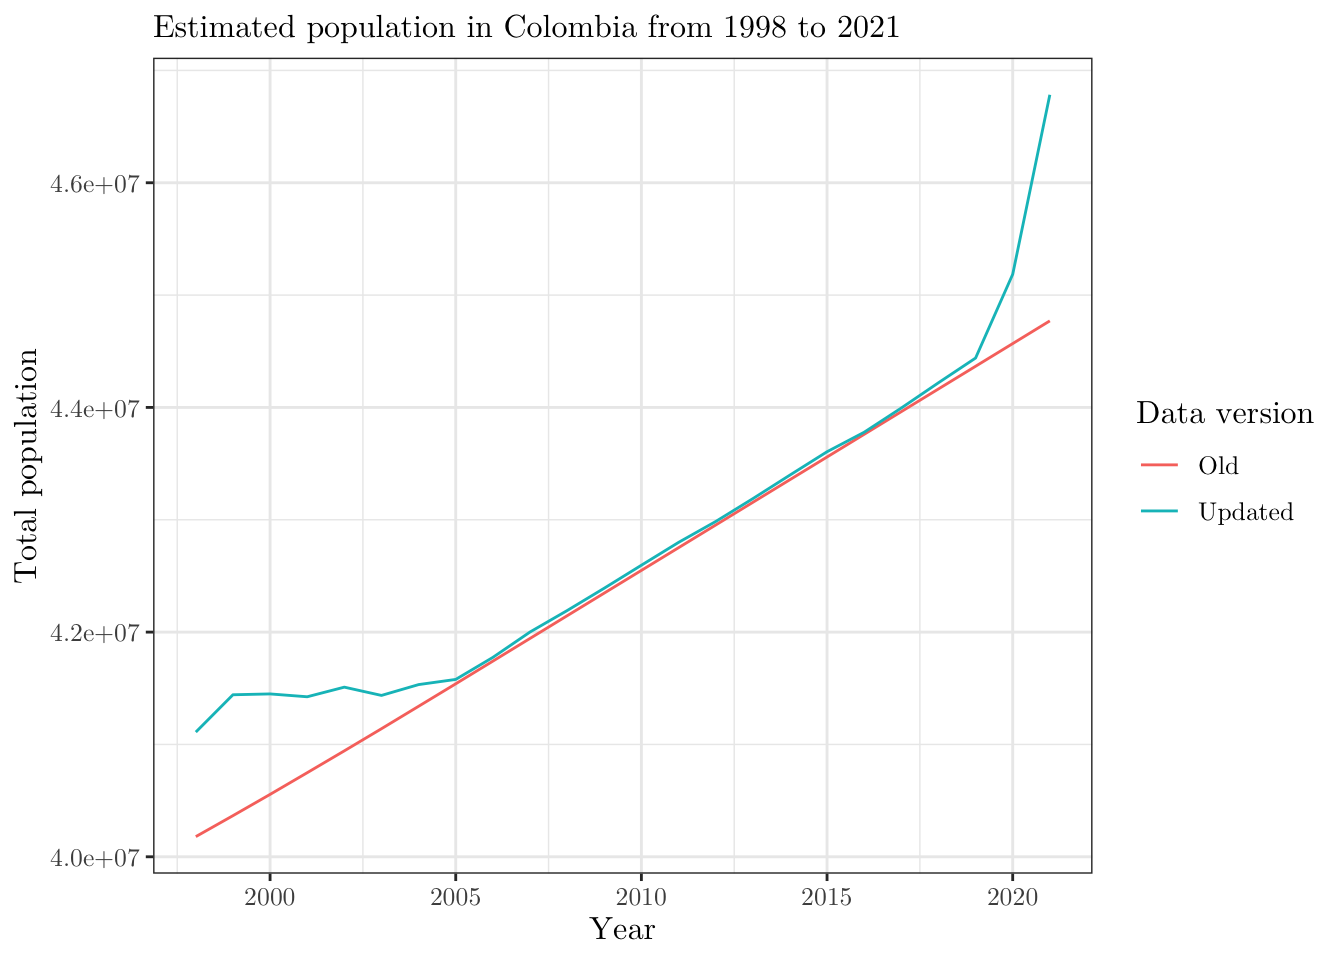 Estimated population in Colombia from 1998 to 2021
Total population
4.6e+07
4.4e+07
4.2e+07
4.0e+07
2000 2005 2010 2015 2020
Year
Data version
Old
Updated